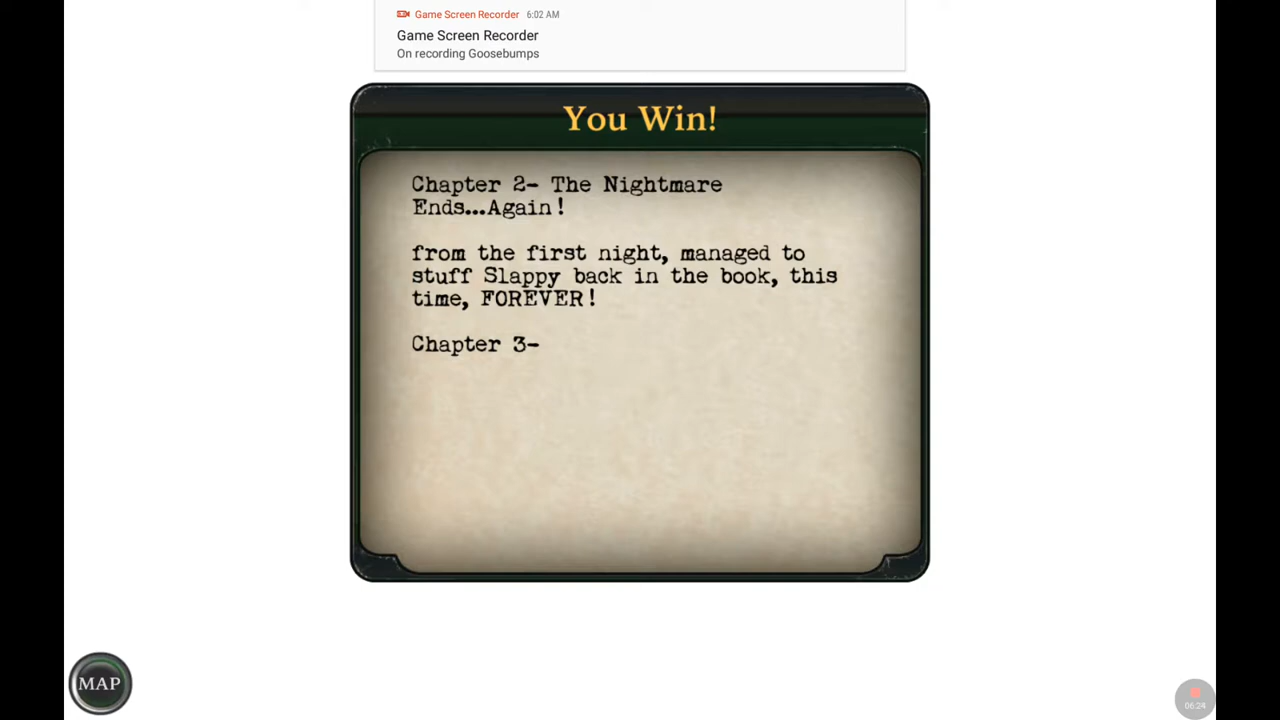 Game Screen Recorder 6:02 AM
Game Screen Recorder
On recording Goosebumps
You Win!
Chapter 2- The Nightmare
Ends...Again!
from the first night, managed to
stuff Slappy back in the book, this
time, FOREVER!
Chapter 3-
MAP
06:24